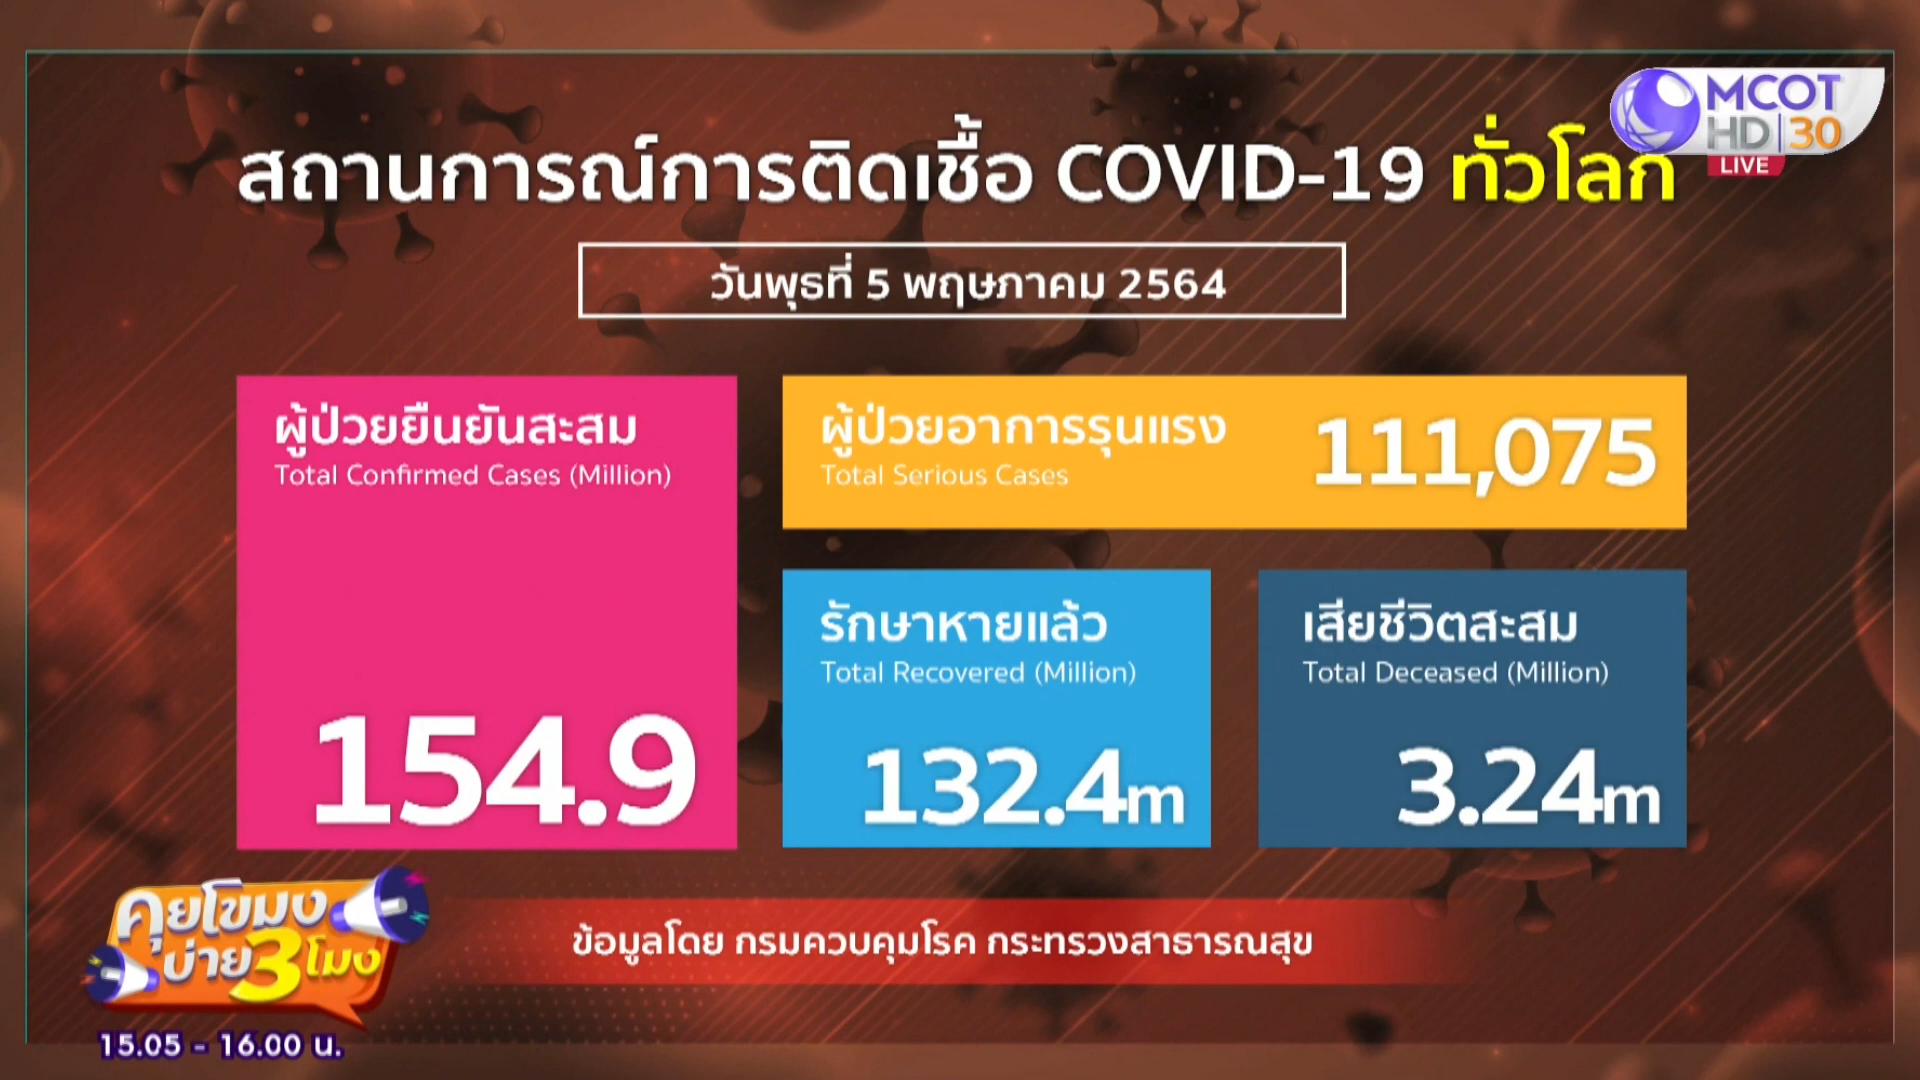 MCOT
HD 30
LIVE
สถานการณ์การติดเชื้อ COVID-19 ทั่วโลก
วันพุธที่ 5 พฤษภาคม 2564
ผู้ป่วยยืนยันสะสม
Total Confirmed Cases (Million)
154.9
ผู้ป่วยอาการรุนแรง
Total Serious Cases
111,075
รักษาหายแล้ว
Total Recovered (Million)
132.4m
เสียชีวิตสะสม
Total Deceased (Million)
3.24m
คุยโขมง
บ่าย3โมง
15.05 - 16.00 น.
ข้อมูลโดย กรมควบคุมโรค กระทรวงสาธารณสุข